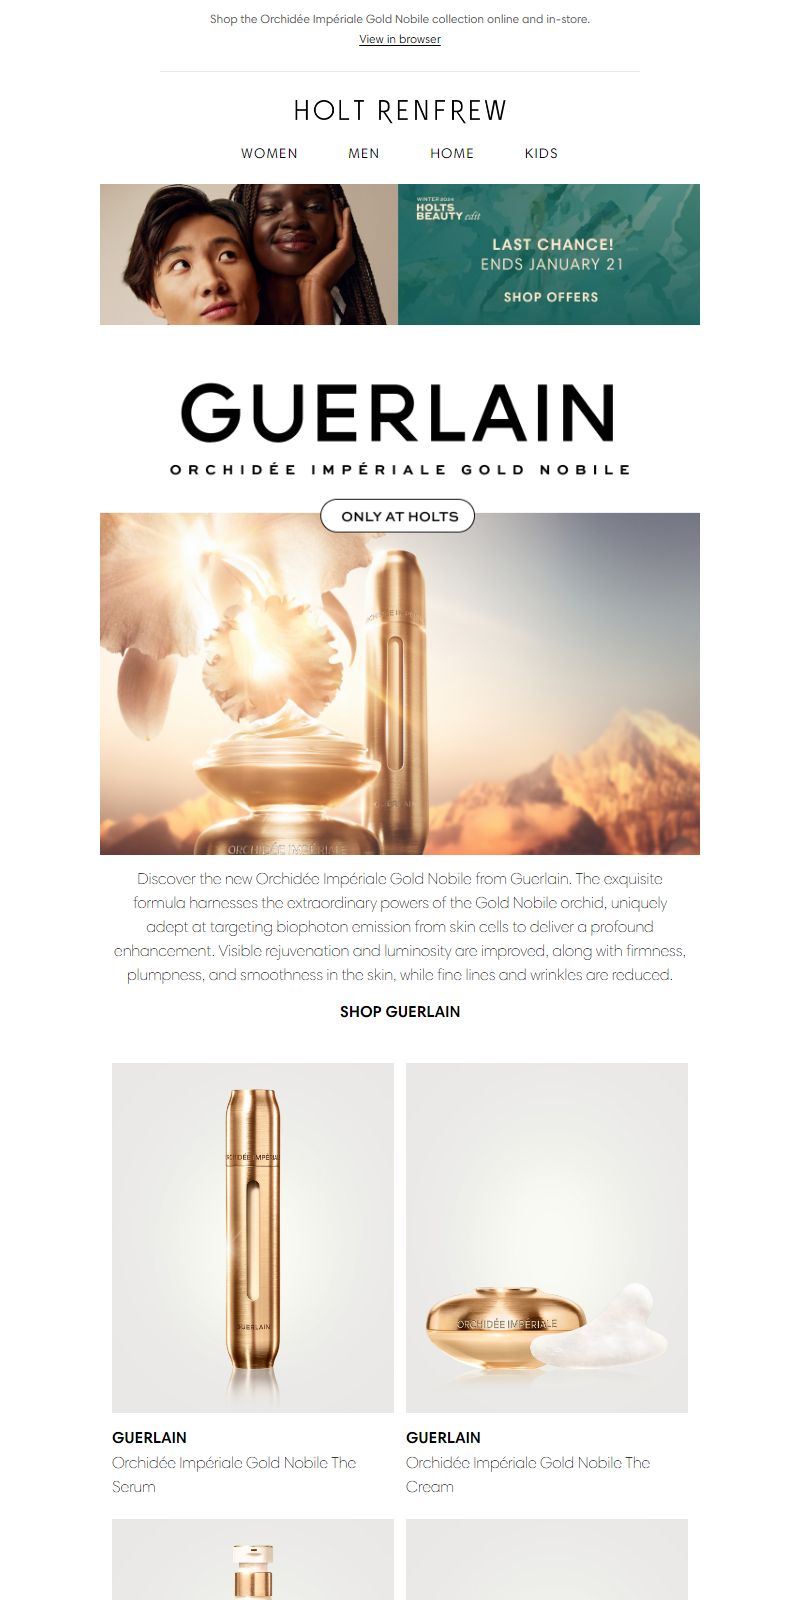 Shop the Orchidée Impériale Gold Nobile collection online and in-store.
View in browser
HOLT RENFREW
WOMEN MEN HOME KIDS
WINTER 2024
HOLTS
BEAUTY edit
LAST CHANCE!
ENDS JANUARY 21
SHOP OFFERS
GUERLAIN
ORCHIDÉE IMPÉRIALE GOLD NOBILE
ONLY AT HOLTS
GUERLAIN
ORCHIDÉE IMPÉRIALE
Discover the new Orchidée Impériale Gold Nobile from Guerlain. The exquisite
formula harnesses the extraordinary powers of the Gold Nobile orchid, uniquely
adept at targeting biophoton emission from skin cells to deliver a profound
enhancement. Visible rejuvenation and luminosity are improved, along with firmness,
plumpness, and smoothness in the skin, while fine lines and wrinkles are reduced.
SHOP GUERLAIN
GUERLAIN
ORCHIDÉE IMPÉRIALE
GUERLAIN
Orchidée Impériale Gold Nobile The
Serum
GUERLAIN
Orchidée Impériale Gold Nobile The
Cream